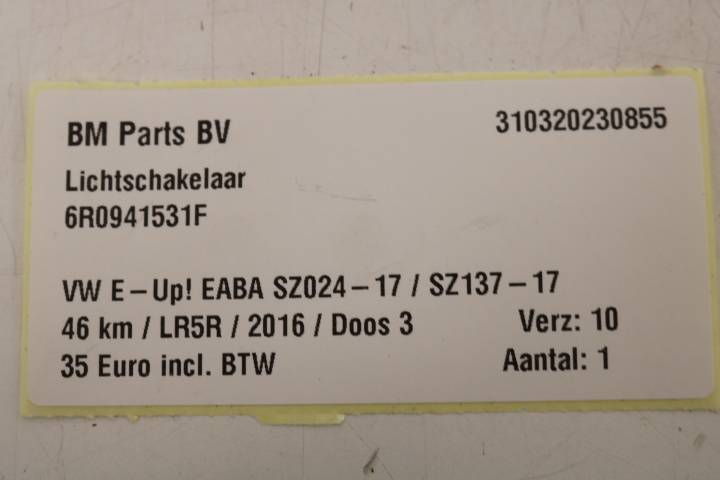 BM Parts BV 310320230855
Lichtschakelaar
6R0941531F
VW E-Up! EABA SZ024-17 / SZ137-17
46 km / LR5R / 2016 / Doos 3 Verz: 10
35 Euro incl. BTW Aantal: 1